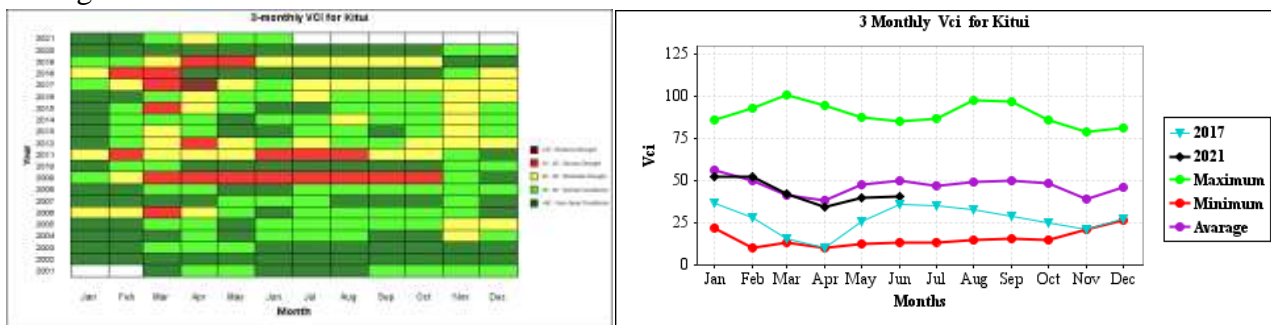 3-monthly VCI for Kitui
2021
2020
2019
2018
2017
2016
2015
2014
2013
2012
2011
2010
2009
2008
2007
2006
2005
2004
2003
2002
2001
Year
Jan Feb Mar Apr May Jun Jul Aug Sep Oct Nov Dec
Month
3 Monthly Vci for Kitui
125
100
75
50
25
0
Vci
Jan Feb Mar Apr May Jun Jul Aug Sep Oct Nov Dec
Months
2017
2021
Maximum
Minimum
Avarage